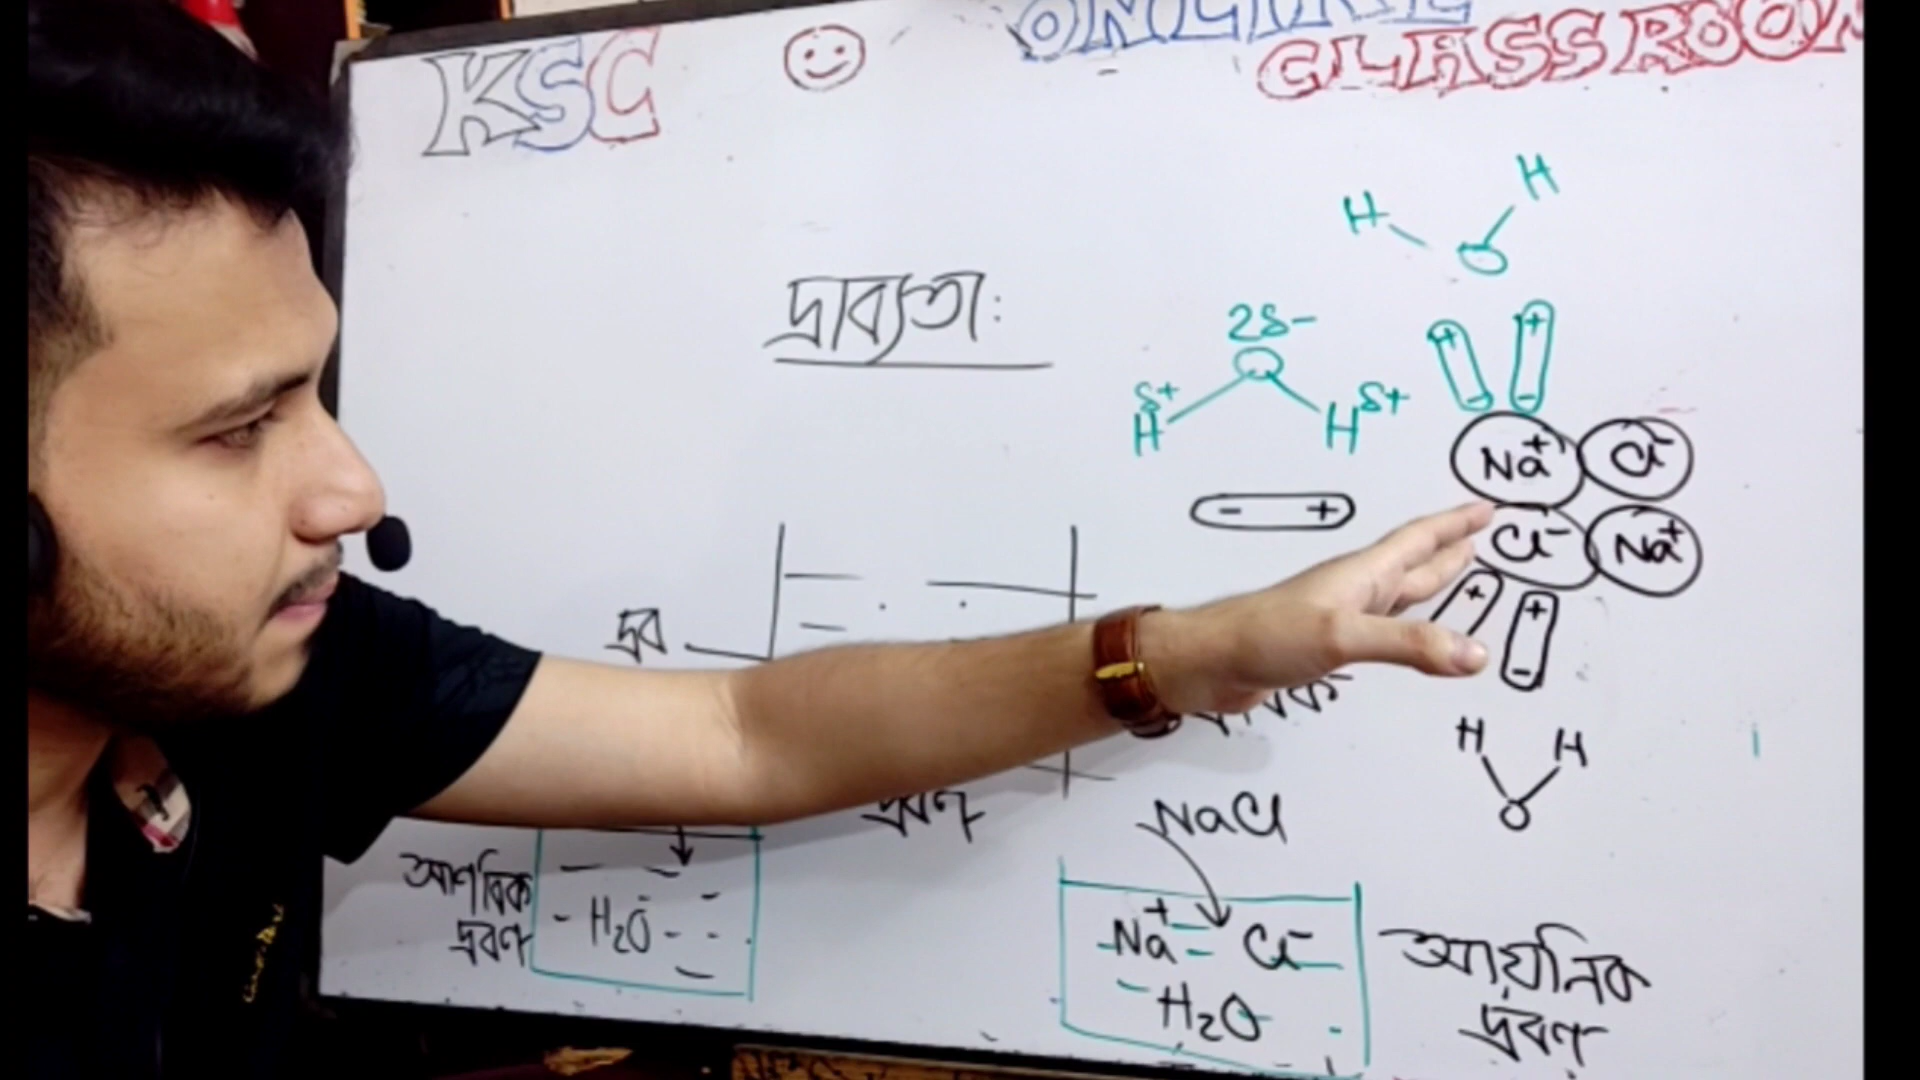 KSC
ONLINE
CLASS ROOM
H H
O
দ্রাব্যতা:
2δ-
O
δ+ δ+
H H
+ +
- -
Na+ Cl-
- +
Cl- Na+
+ +
-
দ্রব
H H
O
দ্রবণ
NaCl
আণবিক
দ্রবণ
H₂O
Na+ Cl-
H₂O
আয়নিক
দ্রবণ